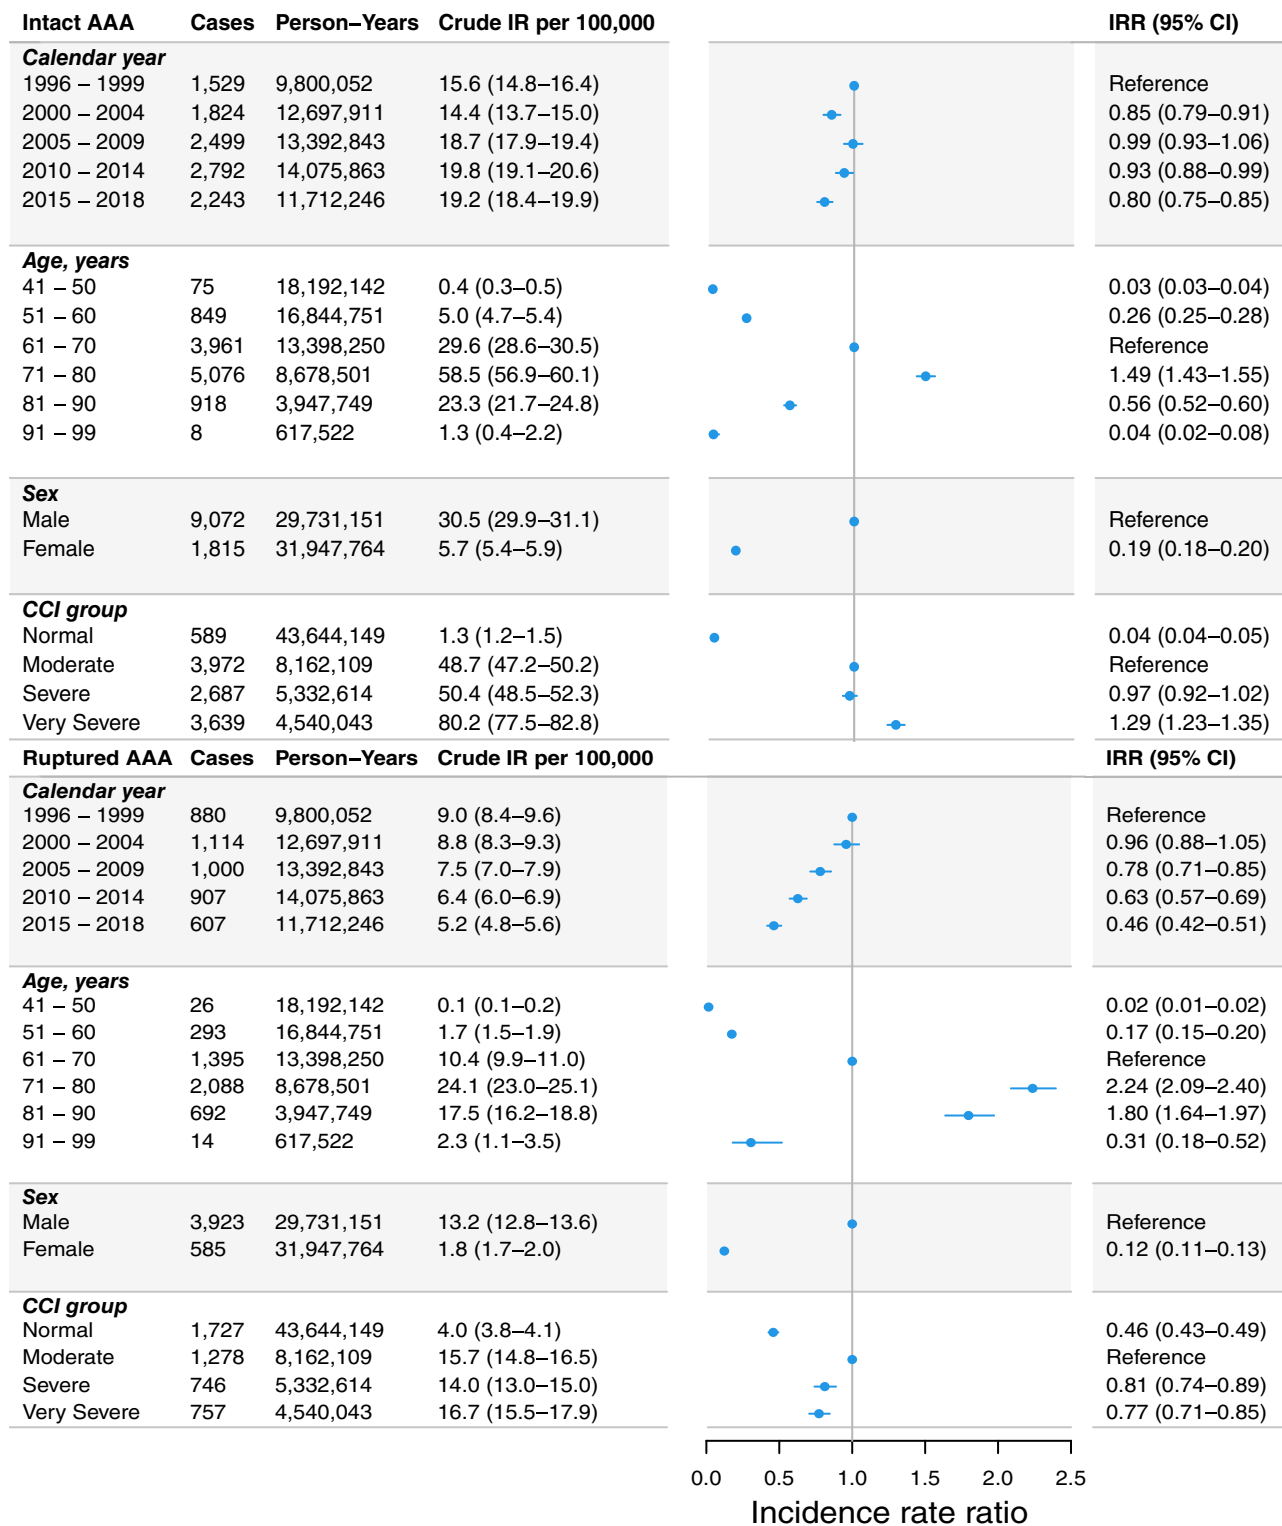 Intact AAA Cases Person–Years Crude IR per 100,000 IRR (95% CI)
Calendar year
1996 – 1999 1,529 9,800,052 15.6 (14.8–16.4) Reference
2000 – 2004 1,824 12,697,911 14.4 (13.7–15.0) 0.85 (0.79–0.91)
2005 – 2009 2,499 13,392,843 18.7 (17.9–19.4) 0.99 (0.93–1.06)
2010 – 2014 2,792 14,075,863 19.8 (19.1–20.6) 0.93 (0.88–0.99)
2015 – 2018 2,243 11,712,246 19.2 (18.4–19.9) 0.80 (0.75–0.85)
Age, years
41 – 50 75 18,192,142 0.4 (0.3–0.5) 0.03 (0.03–0.04)
51 – 60 849 16,844,751 5.0 (4.7–5.4) 0.26 (0.25–0.28)
61 – 70 3,961 13,398,250 29.6 (28.6–30.5) Reference
71 – 80 5,076 8,678,501 58.5 (56.9–60.1) 1.49 (1.43–1.55)
81 – 90 918 3,947,749 23.3 (21.7–24.8) 0.56 (0.52–0.60)
91 – 99 8 617,522 1.3 (0.4–2.2) 0.04 (0.02–0.08)
Sex
Male 9,072 29,731,151 30.5 (29.9–31.1) Reference
Female 1,815 31,947,764 5.7 (5.4–5.9) 0.19 (0.18–0.20)
CCI group
Normal 589 43,644,149 1.3 (1.2–1.5) 0.04 (0.04–0.05)
Moderate 3,972 8,162,109 48.7 (47.2–50.2) Reference
Severe 2,687 5,332,614 50.4 (48.5–52.3) 0.97 (0.92–1.02)
Very Severe 3,639 4,540,043 80.2 (77.5–82.8) 1.29 (1.23–1.35)
Ruptured AAA Cases Person–Years Crude IR per 100,000 IRR (95% CI)
Calendar year
1996 – 1999 880 9,800,052 9.0 (8.4–9.6) Reference
2000 – 2004 1,114 12,697,911 8.8 (8.3–9.3) 0.96 (0.88–1.05)
2005 – 2009 1,000 13,392,843 7.5 (7.0–7.9) 0.78 (0.71–0.85)
2010 – 2014 907 14,075,863 6.4 (6.0–6.9) 0.63 (0.57–0.69)
2015 – 2018 607 11,712,246 5.2 (4.8–5.6) 0.46 (0.42–0.51)
Age, years
41 – 50 26 18,192,142 0.1 (0.1–0.2) 0.02 (0.01–0.02)
51 – 60 293 16,844,751 1.7 (1.5–1.9) 0.17 (0.15–0.20)
61 – 70 1,395 13,398,250 10.4 (9.9–11.0) Reference
71 – 80 2,088 8,678,501 24.1 (23.0–25.1) 2.24 (2.09–2.40)
81 – 90 692 3,947,749 17.5 (16.2–18.8) 1.80 (1.64–1.97)
91 – 99 14 617,522 2.3 (1.1–3.5) 0.31 (0.18–0.52)
Sex
Male 3,923 29,731,151 13.2 (12.8–13.6) Reference
Female 585 31,947,764 1.8 (1.7–2.0) 0.12 (0.11–0.13)
CCI group
Normal 1,727 43,644,149 4.0 (3.8–4.1) 0.46 (0.43–0.49)
Moderate 1,278 8,162,109 15.7 (14.8–16.5) Reference
Severe 746 5,332,614 14.0 (13.0–15.0) 0.81 (0.74–0.89)
Very Severe 757 4,540,043 16.7 (15.5–17.9) 0.77 (0.71–0.85)
0.0 0.5 1.0 1.5 2.0 2.5
Incidence rate ratio